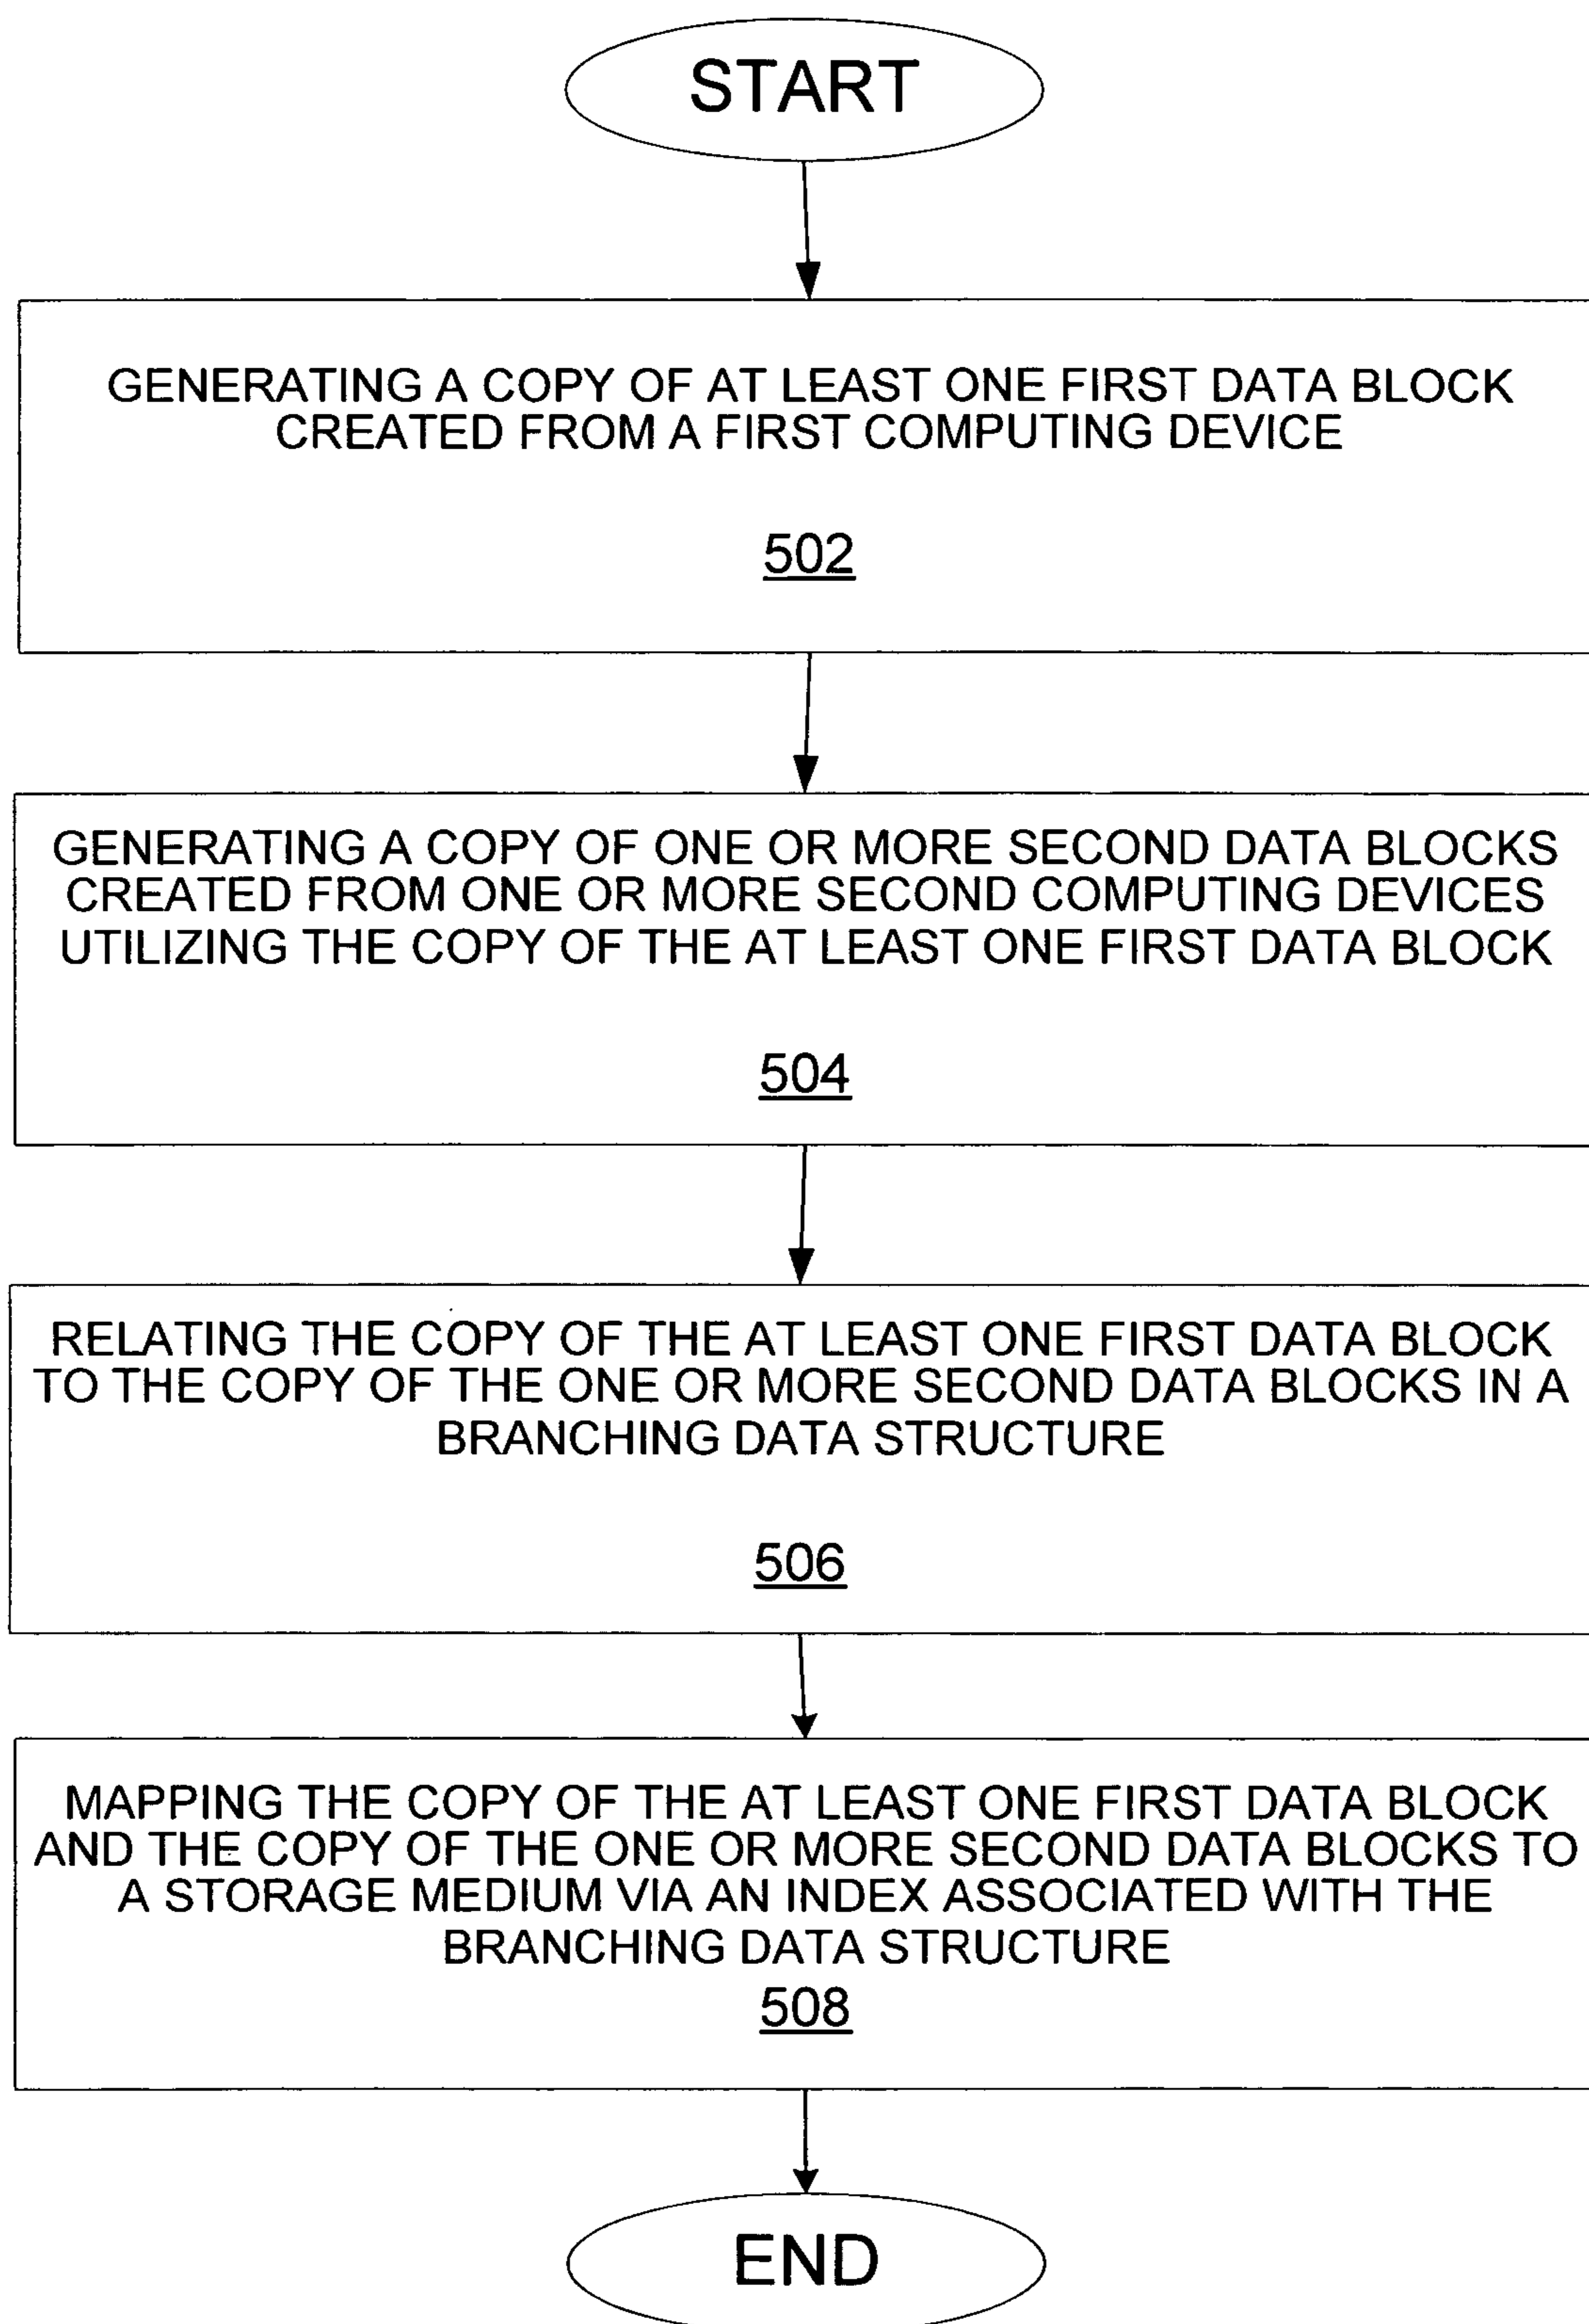 START
GENERATING A COPY OF AT LEAST ONE FIRST DATA BLOCK
CREATED FROM A FIRST COMPUTING DEVICE
502
GENERATING A COPY OF ONE OR MORE SECOND DATA BLOCKS
CREATED FROM ONE OR MORE SECOND COMPUTING DEVICES
UTILIZING THE COPY OF THE AT LEAST ONE FIRST DATA BLOCK
504
RELATING THE COPY OF THE AT LEAST ONE FIRST DATA BLOCK
TO THE COPY OF THE ONE OR MORE SECOND DATA BLOCKS IN A
BRANCHING DATA STRUCTURE
506
MAPPING THE COPY OF THE AT LEAST ONE FIRST DATA BLOCK
AND THE COPY OF THE ONE OR MORE SECOND DATA BLOCKS TO
A STORAGE MEDIUM VIA AN INDEX ASSOCIATED WITH THE
BRANCHING DATA STRUCTURE
508
END